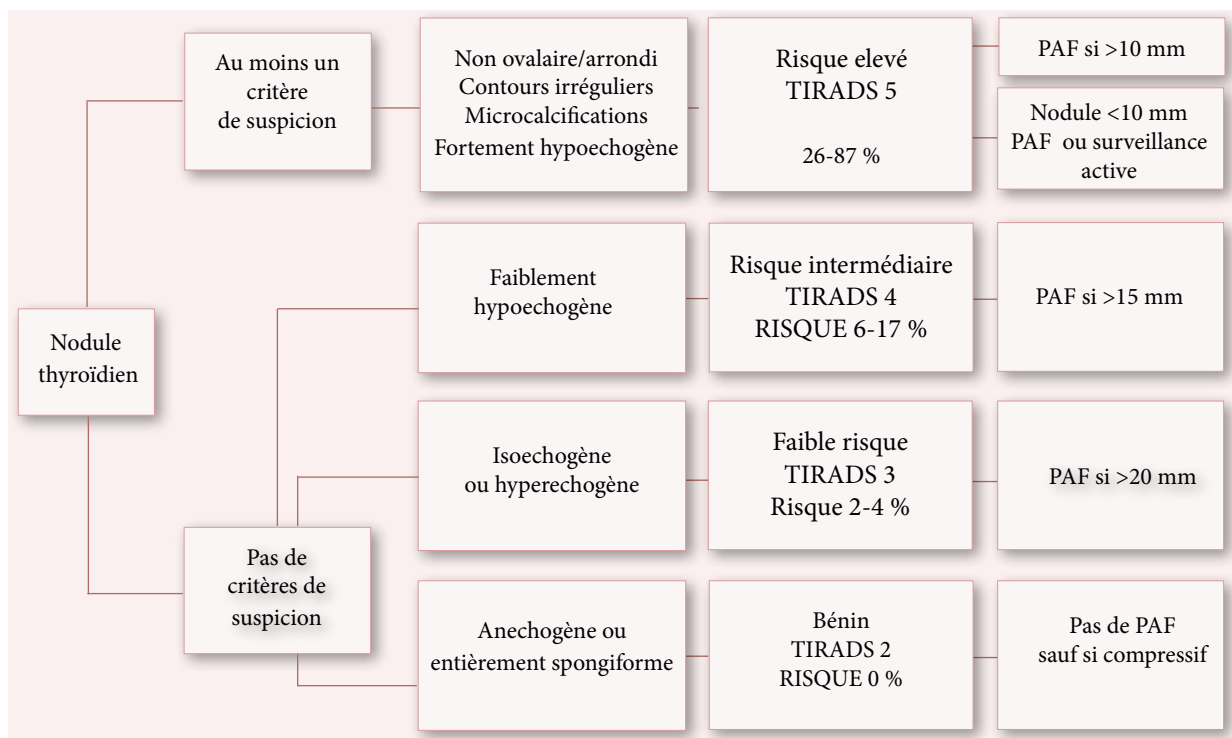 Nodule
thyroïdien
Au moins un
critère
de suspicion
Non ovalaire/arrondi
Contours irréguliers
Microcalcifications
Fortement hypoechogène
Risque elevé
TIRADS 5
26-87 %
PAF si >10 mm
Nodule <10 mm
PAF ou surveillance
active
Pas de
critères de
suspicion
Faiblement
hypoechogène
Risque intermédiaire
TIRADS 4
RISQUE 6-17 %
PAF si >15 mm
Isoechogène
ou hyperechogène
Faible risque
TIRADS 3
Risque 2-4 %
PAF si >20 mm
Anechogène ou
entièrement spongiforme
Bénin
TIRADS 2
RISQUE 0 %
Pas de PAF
sauf si compressif